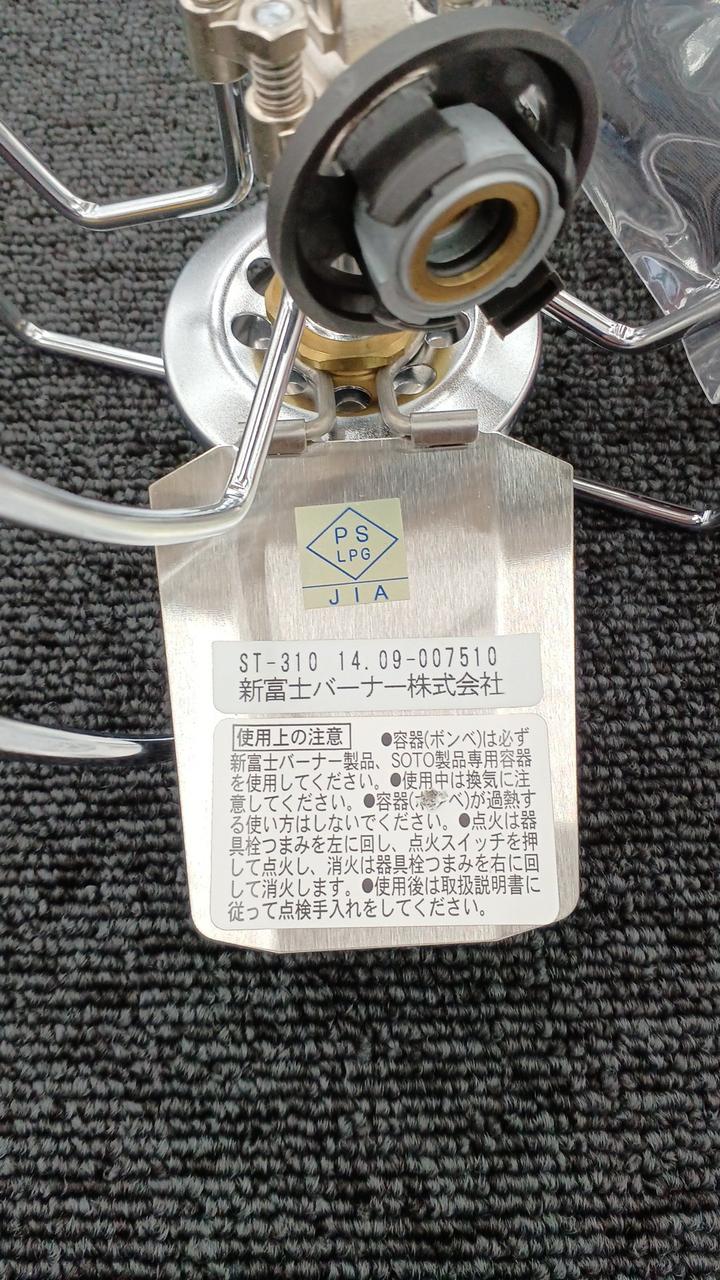 PS
LPG
JIA
ST-310 14.09-007510
新富士バーナー株式会社
使用上の注意 ●容器(ボンベ)は必ず
新富士バーナー製品、SOTO製品専用容器
を使用してください。●使用中は換気に注
意してください。●容器(ボンベ)が過熱す
る使い方はしないでください。●点火は器
具栓つまみを左に回し、点火スイッチを押
して点火し、消火は器具栓つまみを右に回
して消火します。●使用後は取扱説明書に
従って点検手入れをしてください。